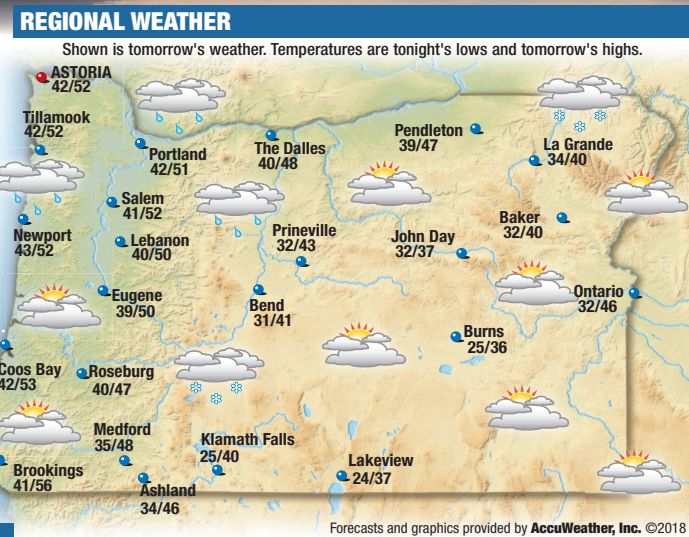 REGIONAL WEATHER
Shown is tomorrow's weather. Temperatures are tonight's lows and tomorrow's highs.
ASTORIA
42/52
Tillamook
42/52
Portland
42/51
The Dalles
40/48
Pendleton
39/47
La Grande
34/40
Salem
41/52
Newport
43/52
Lebanon
40/50
Prineville
32/43
John Day
32/37
Baker
32/40
Eugene
39/50
Bend
31/41
Ontario
32/46
Burns
25/36
Coos Bay
42/53
Roseburg
40/47
Medford
35/48
Klamath Falls
25/40
Lakeview
24/37
Brookings
41/56
Ashland
34/46
Forecasts and graphics provided by AccuWeather, Inc. ©2018